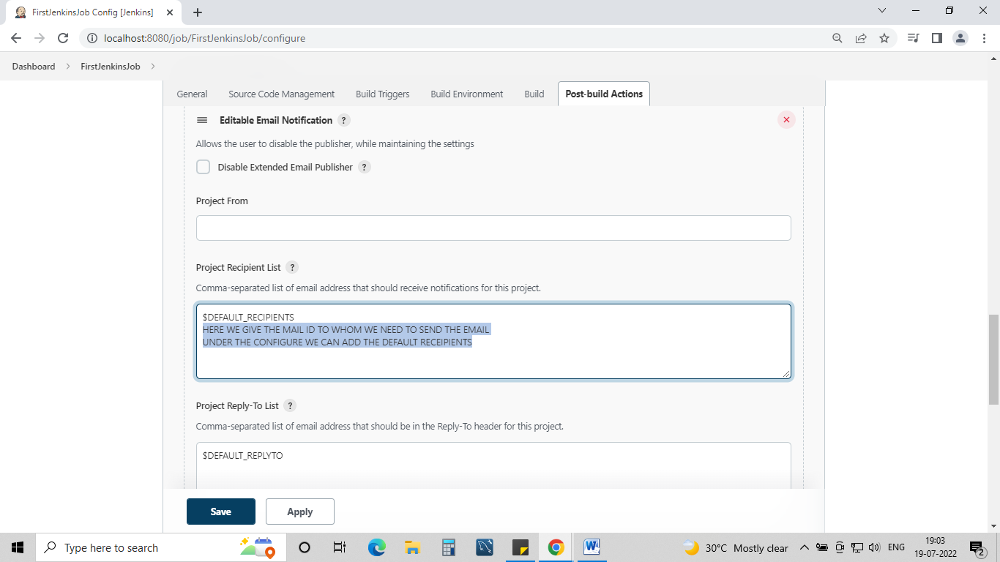 FirstJenkinsJob Config [Jenkins]
localhost:8080/job/FirstJenkinsJob/configure
Dashboard
FirstJenkinsJob
General
Source Code Management
Build Triggers
Build Environment
Build
Post-build Actions
Editable Email Notification ?
Allows the user to disable the publisher, while maintaining the settings
Disable Extended Email Publisher ?
Project From
Project Recipient List ?
Comma-separated list of email address that should receive notifications for this project.
$DEFAULT_RECIPIENTS
HERE WE GIVE THE MAIL ID TO WHOM WE NEED TO SEND THE EMAIL
UNDER THE CONFIGURE WE CAN ADD THE DEFAULT RECEIPIENTS
Project Reply-To List ?
Comma-separated list of email address that should be in the Reply-To header for this project.
$DEFAULT_REPLYTO
Save
Apply
Type here to search
30°C Mostly clear
ENG
19:03
19-07-2022
2